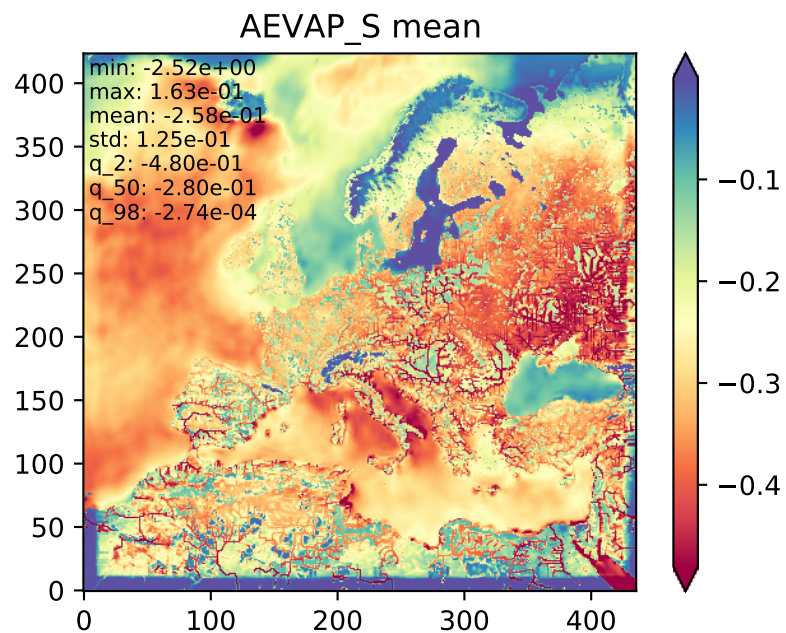 AEVAP_S mean
min: -2.52e+00
max: 1.63e-01
mean: -2.58e-01
std: 1.25e-01
q_2: -4.80e-01
q_50: -2.80e-01
q_98: -2.74e-04
400
350
300
250
200
150
100
50
0
0 100 200 300 400
−0.1
−0.2
−0.3
−0.4